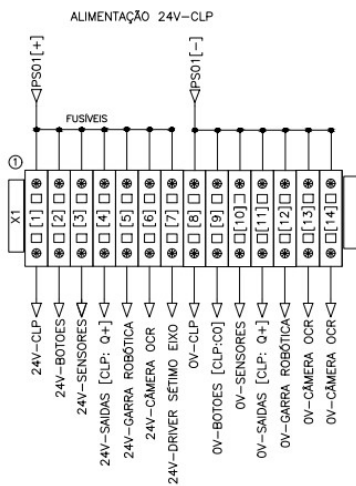 ALIMENTAÇÃO 24V-CLP
PS01[+]
PS01[-]
FUSÍVEIS
1
X1
[1]
[2]
[3]
[4]
[5]
[6]
[7]
[8]
[9]
[10]
[11]
[12]
[13]
[14]
24V-CLP
24V-BOTOES
24V-SENSORES
24V-SAIDAS [CLP: Q+]
24V-GARRA ROBÓTICA
24V-CÂMERA OCR
24V-DRIVER SÉTIMO EIXO
0V-CLP
0V-BOTOES [CLP:C0]
0V-SENSORES
0V-SAIDAS [CLP: Q+]
0V-GARRA ROBÓTICA
0V-CÂMERA OCR
0V-CÂMERA OCR